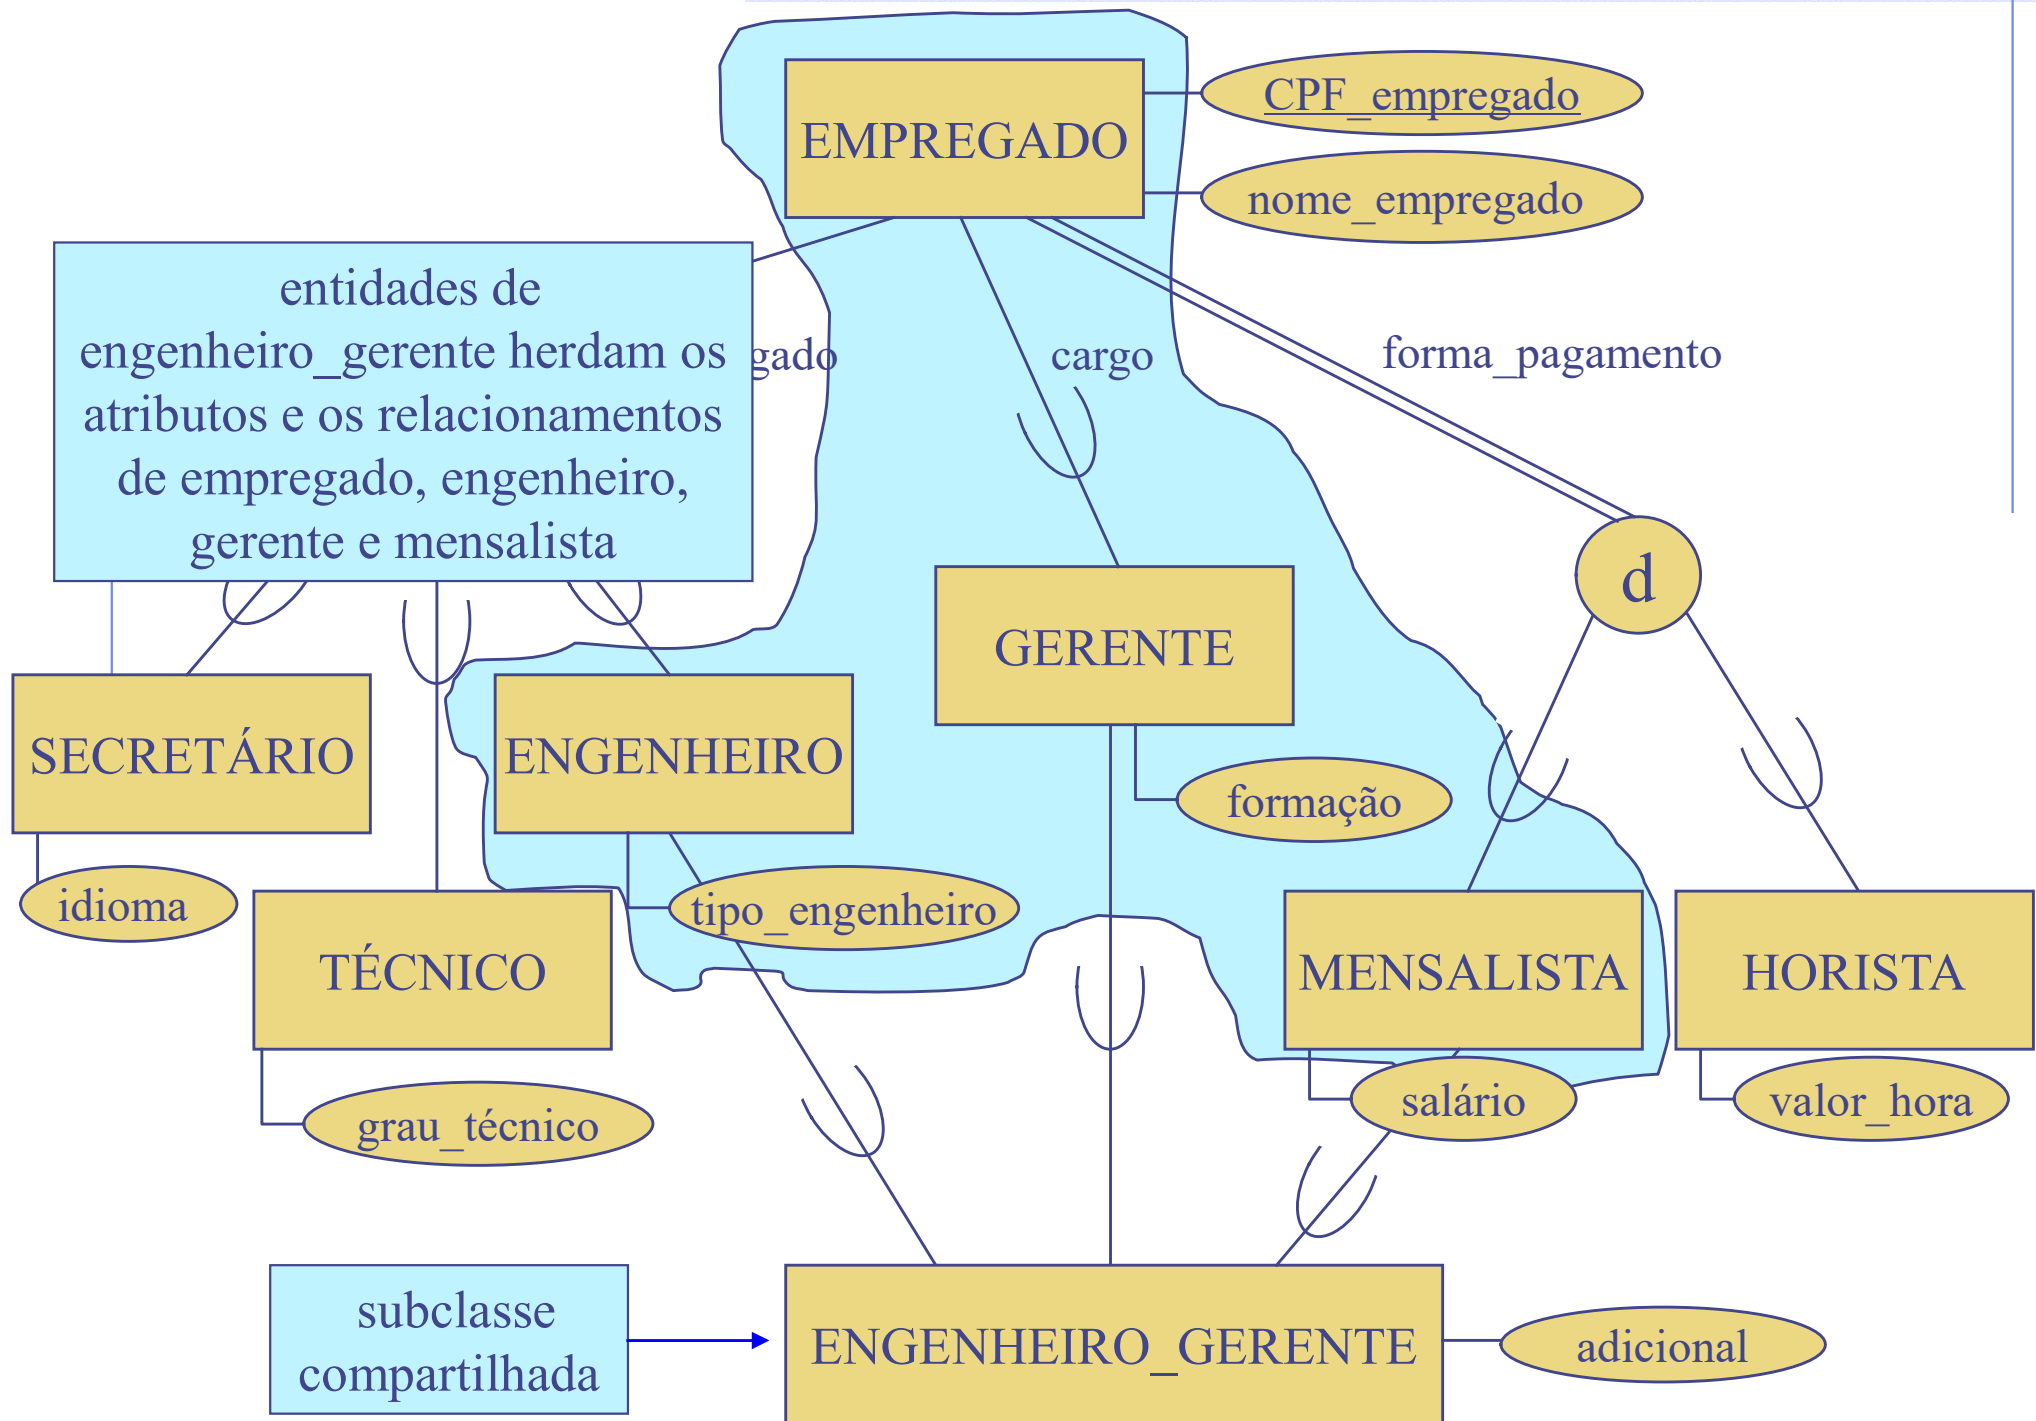 EMPREGADO
CPF_empregado
nome_empregado
entidades de
engenheiro_gerente herdam os
atributos e os relacionamentos
de empregado, engenheiro,
gerente e mensalista
gado
cargo
forma_pagamento
d
GERENTE
SECRETÁRIO
ENGENHEIRO
formação
idioma
tipo_engenheiro
TÉCNICO
MENSALISTA
HORISTA
grau_técnico
salário
valor_hora
subclasse
compartilhada
ENGENHEIRO_GERENTE
adicional